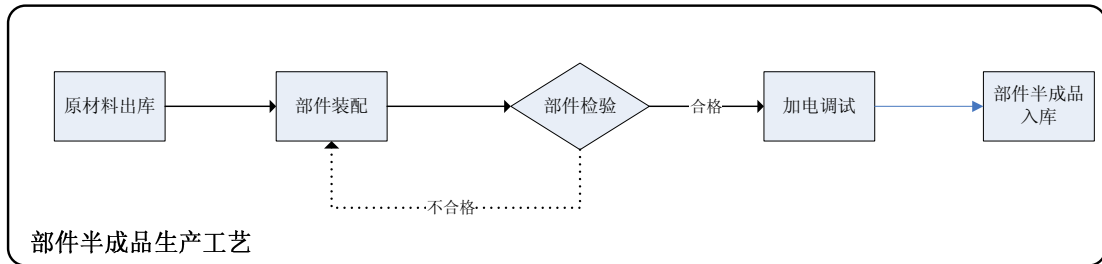 原材料出库
部件装配
部件检验
合格
加电调试
部件半成品
入库
不合格
部件半成品生产工艺